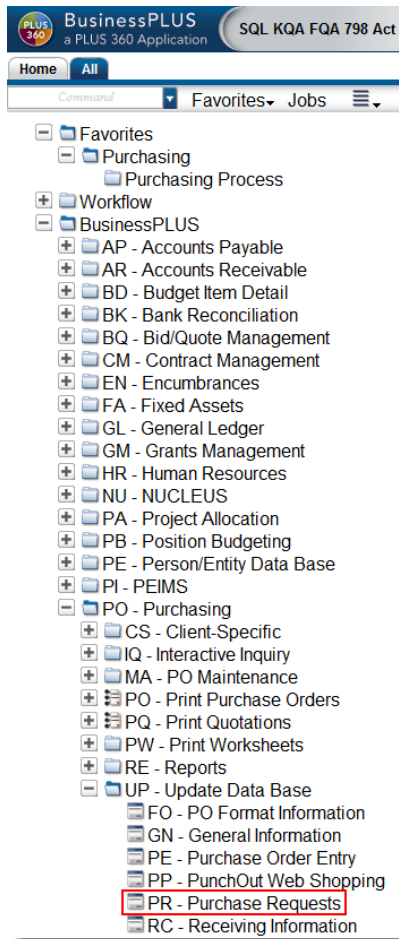 PLUS 360
BusinessPLUS
a PLUS 360 Application
SQL KQA FQA 798 Act
Home All
Command Favorites Jobs
Favorites
Purchasing
Purchasing Process
Workflow
BusinessPLUS
AP - Accounts Payable
AR - Accounts Receivable
BD - Budget Item Detail
BK - Bank Reconciliation
BQ - Bid/Quote Management
CM - Contract Management
EN - Encumbrances
FA - Fixed Assets
GL - General Ledger
GM - Grants Management
HR - Human Resources
NU - NUCLEUS
PA - Project Allocation
PB - Position Budgeting
PE - Person/Entity Data Base
PI - PEIMS
PO - Purchasing
CS - Client-Specific
IQ - Interactive Inquiry
MA - PO Maintenance
PO - Print Purchase Orders
PQ - Print Quotations
PW - Print Worksheets
RE - Reports
UP - Update Data Base
FO - PO Format Information
GN - General Information
PE - Purchase Order Entry
PP - PunchOut Web Shopping
PR - Purchase Requests
RC - Receiving Information